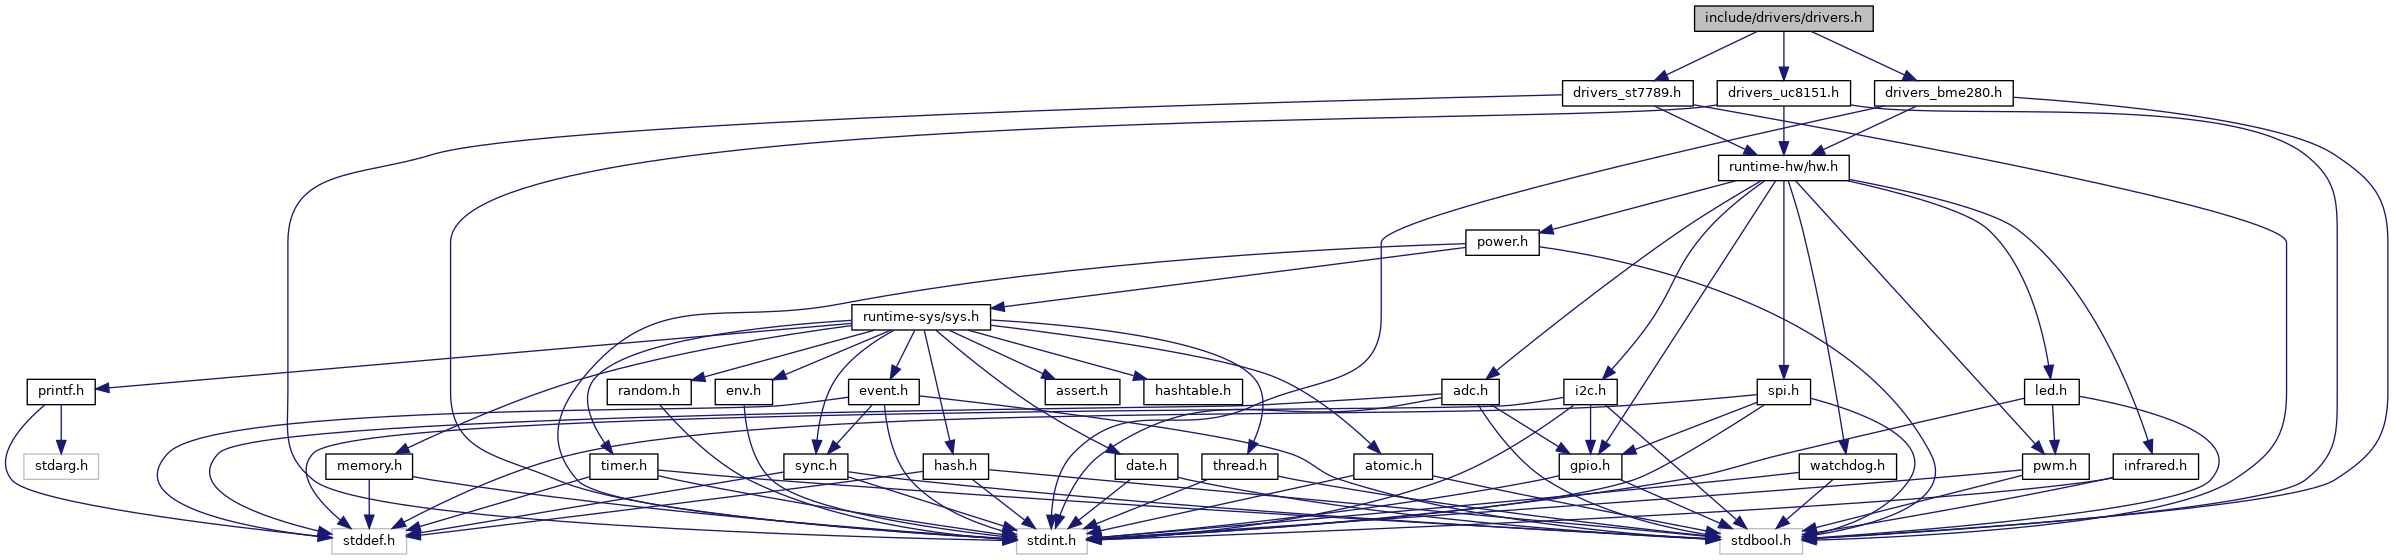 include/drivers/drivers.h
drivers_st7789.h
drivers_uc8151.h
drivers_bme280.h
runtime-hw/hw.h
power.h
runtime-sys/sys.h
printf.h
random.h
env.h
event.h
assert.h
hashtable.h
adc.h
i2c.h
spi.h
led.h
stdarg.h
memory.h
timer.h
sync.h
hash.h
date.h
thread.h
atomic.h
gpio.h
watchdog.h
pwm.h
infrared.h
stddef.h
stdint.h
stdbool.h